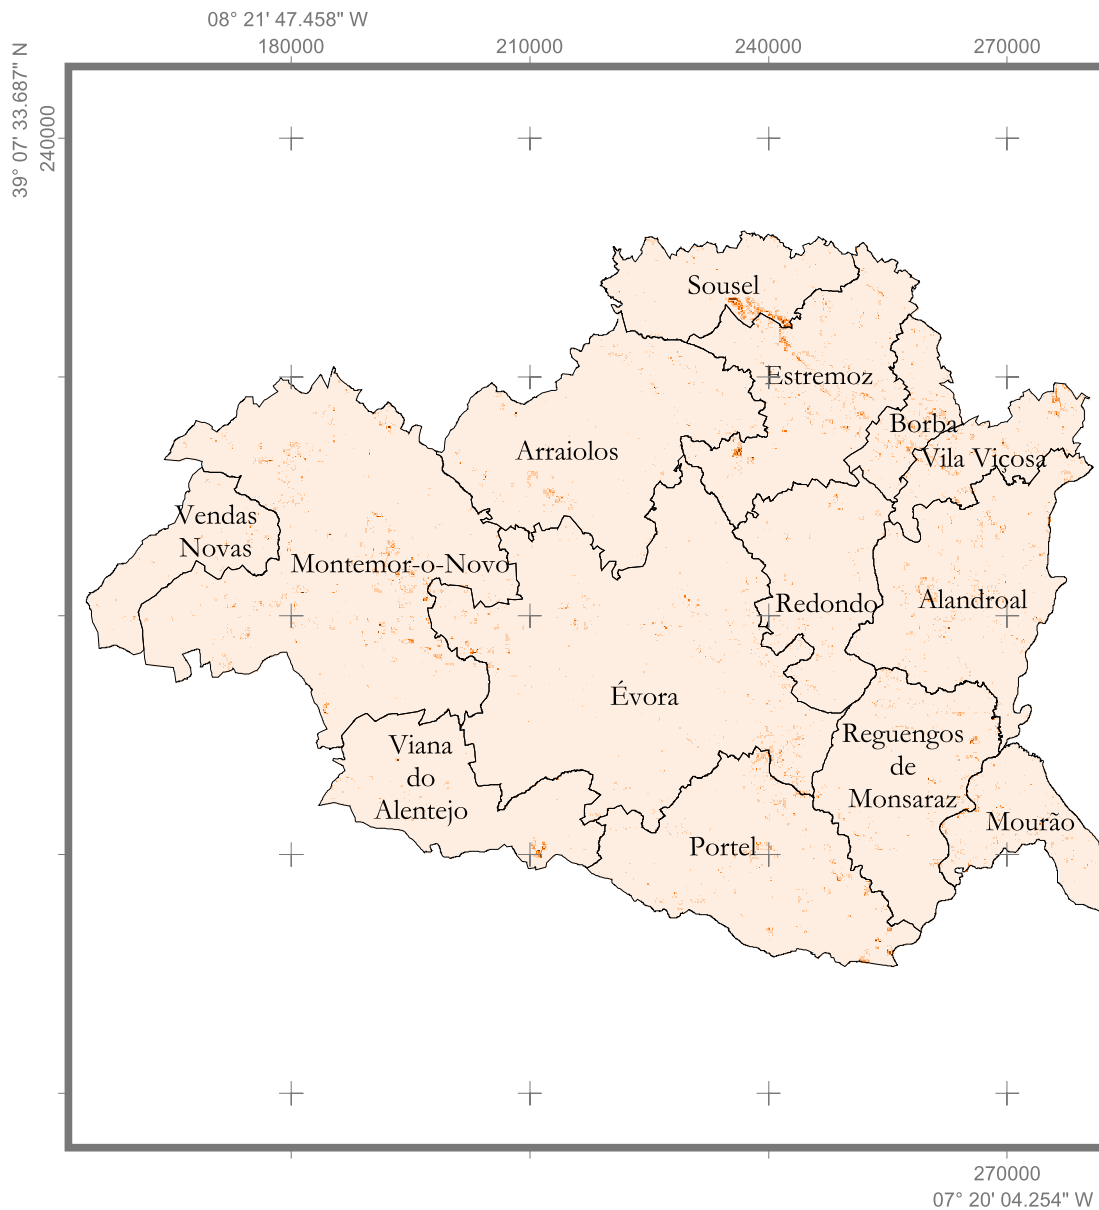 08° 21' 47.458" W
180000 210000 240000 270000
39° 07' 33.687" N
240000
Sousel
Estremoz
Borba
Arraiolos
Vila Viçosa
Vendas
Novas
Montemor-o-Novo
Redondo
Alandroal
Évora
Reguengos
de
Monsaraz
Viana
do
Alentejo
Mourão
Portel
270000
07° 20' 04.254" W